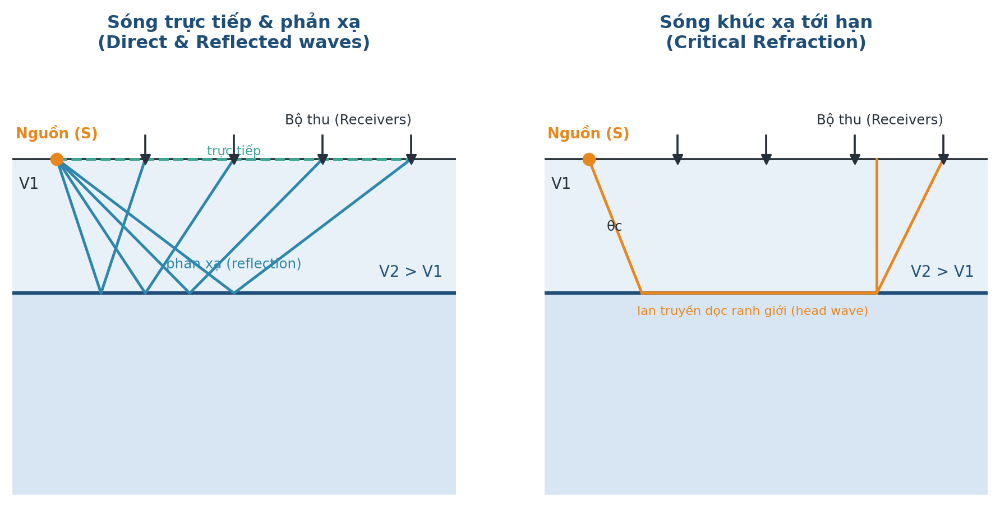 Sóng trực tiếp & phản xạ
(Direct & Reflected waves)
Bộ thu (Receivers)
Nguồn (S)
trực tiếp
V1
phản xạ (reflection)
V2 > V1
Sóng khúc xạ tới hạn
(Critical Refraction)
Bộ thu (Receivers)
Nguồn (S)
V1
θc
V2 > V1
lan truyền dọc ranh giới (head wave)